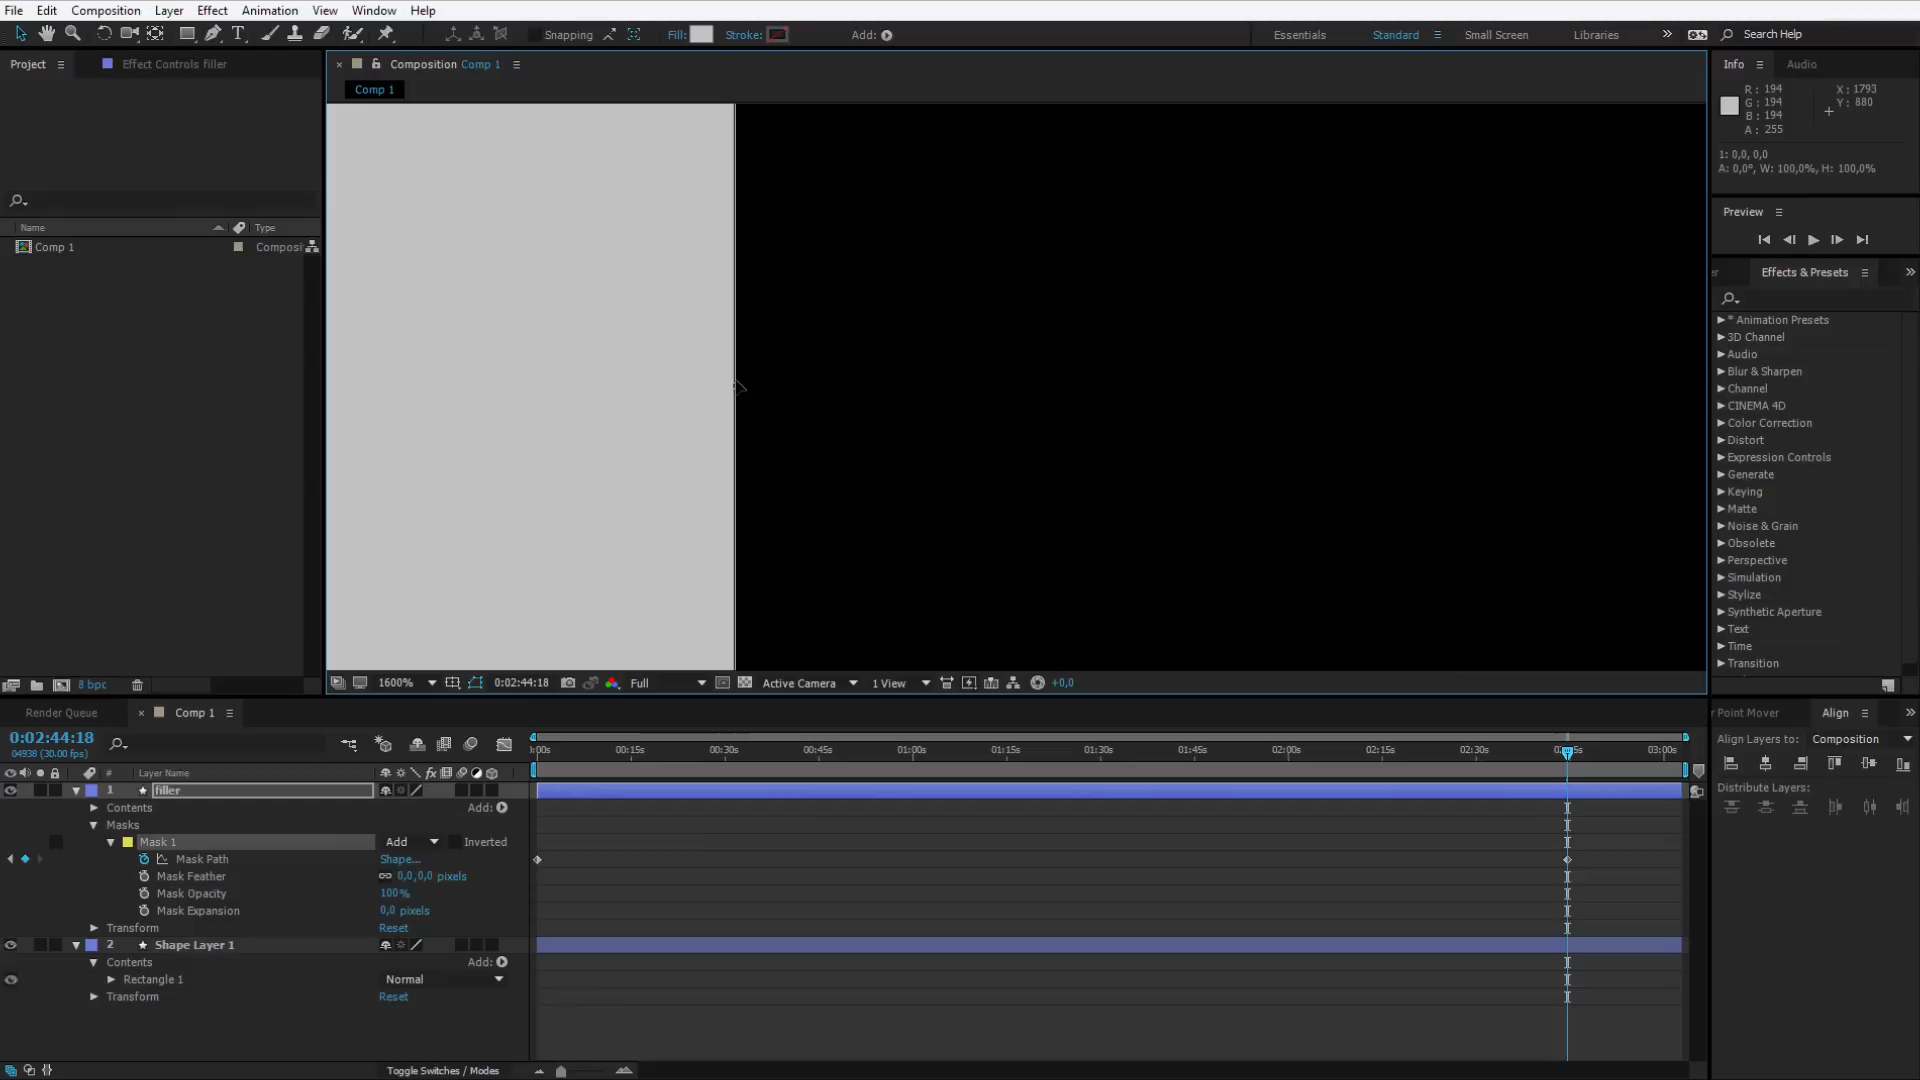 File Edit Composition Layer Effect Animation View Window Help
Snapping Fill: Stroke: Add: Essentials Standard Small Screen Libraries Search Help
Project Effect Controls filler
Composition Comp 1
Comp 1
Name Type
Comp 1 Composi
Info Audio
R: 194 X: 1793
G: 194 Y: 880
B: 194
A: 255
1: 0,0, 0,0
A: 0,0°, W: 100,0%, H: 100,0%
Preview
Effects & Presets
* Animation Presets
3D Channel
Audio
Blur & Sharpen
Channel
CINEMA 4D
Color Correction
Distort
Expression Controls
Generate
Keying
Matte
Noise & Grain
Obsolete
Perspective
Simulation
Stylize
Synthetic Aperture
Text
Time
Transition
8 bpc
1600% 0:02:44:18 Full Active Camera 1 View +0,0
Render Queue Comp 1
Point Mover Align
Align Layers to: Composition
Distribute Layers:
0:02:44:18
04938 (30.00 fps)
:00s 00:15s 00:30s 00:45s 01:00s 01:15s 01:30s 01:45s 02:00s 02:15s 02:30s 02:45s 03:00s
# Layer Name
1 filler
Contents Add:
Masks
Mask 1 Add Inverted
Mask Path Shape...
Mask Feather 0,0,0,0 pixels
Mask Opacity 100%
Mask Expansion 0,0 pixels
Transform Reset
2 Shape Layer 1
Contents Add:
Rectangle 1 Normal
Transform Reset
Toggle Switches / Modes